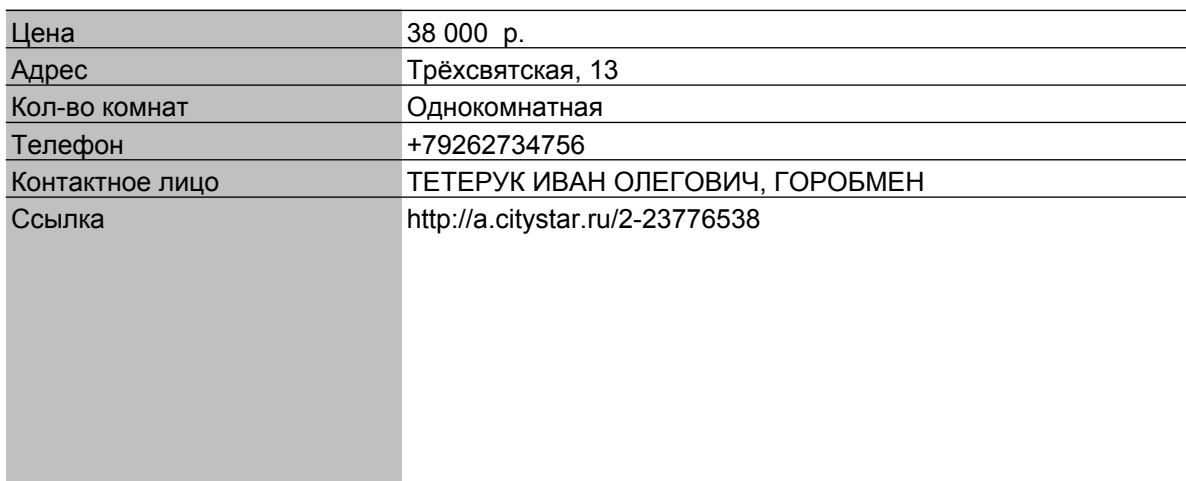 Цена 38 000 р.
Адрес Трёхсвятская, 13
Кол-во комнат Однокомнатная
Телефон +79262734756
Контактное лицо ТЕТЕРУК ИВАН ОЛЕГОВИЧ, ГОРОБМЕН
Ссылка http://a.citystar.ru/2-23776538